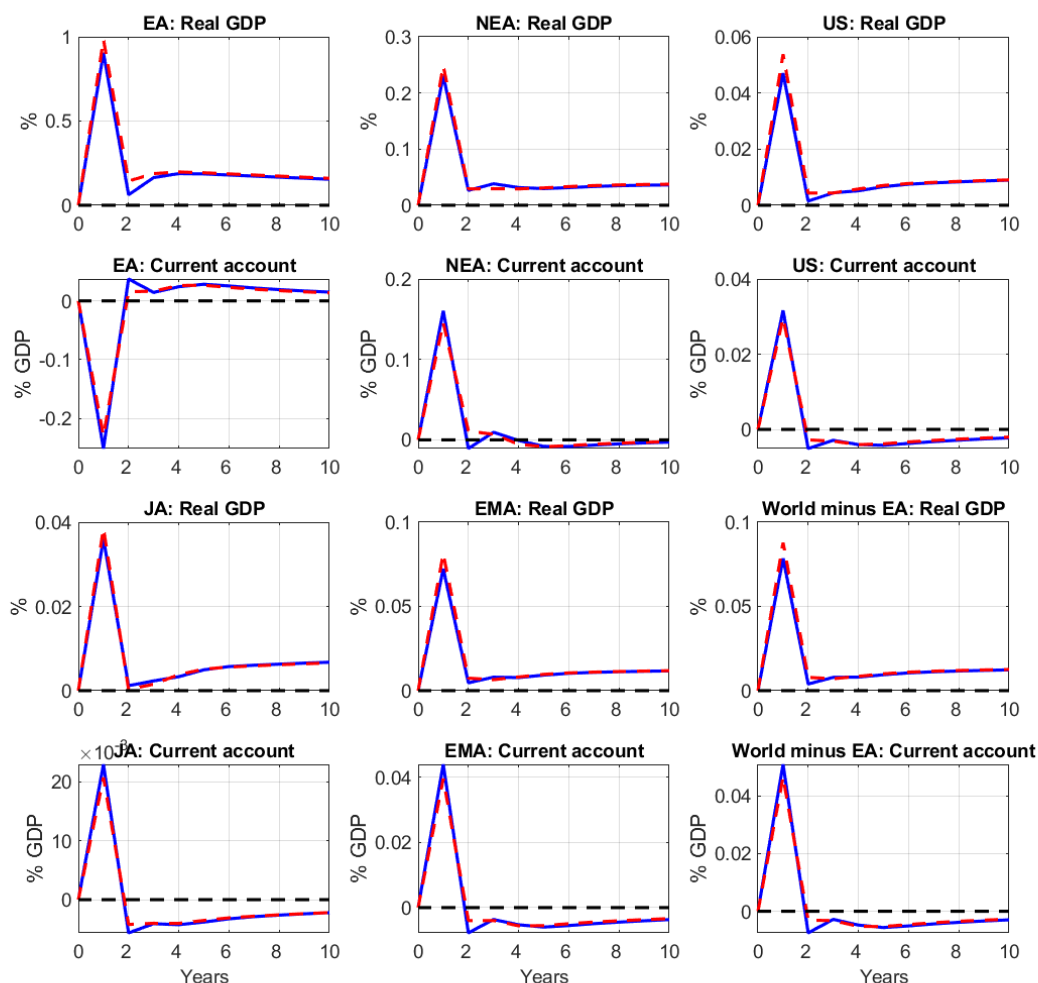 EA: Real GDP
NEA: Real GDP
US: Real GDP
1
0.5
0
%
0 2 4 6 8 10
0.3
0.2
0.1
0
%
0 2 4 6 8 10
0.06
0.04
0.02
0
%
0 2 4 6 8 10
EA: Current account
NEA: Current account
US: Current account
0
-0.1
-0.2
% GDP
0 2 4 6 8 10
0.2
0.1
0
% GDP
0 2 4 6 8 10
0.04
0.02
0
% GDP
0 2 4 6 8 10
JA: Real GDP
EMA: Real GDP
World minus EA: Real GDP
0.04
0.02
0
%
0 2 4 6 8 10
0.1
0.05
0
%
0 2 4 6 8 10
0.1
0.05
0
%
0 2 4 6 8 10
JA: Current account
EMA: Current account
World minus EA: Current account
20
10
0
% GDP
0 2 4 6 8 10
Years
0.04
0.02
0
% GDP
0 2 4 6 8 10
Years
0.04
0.02
0
% GDP
0 2 4 6 8 10
Years